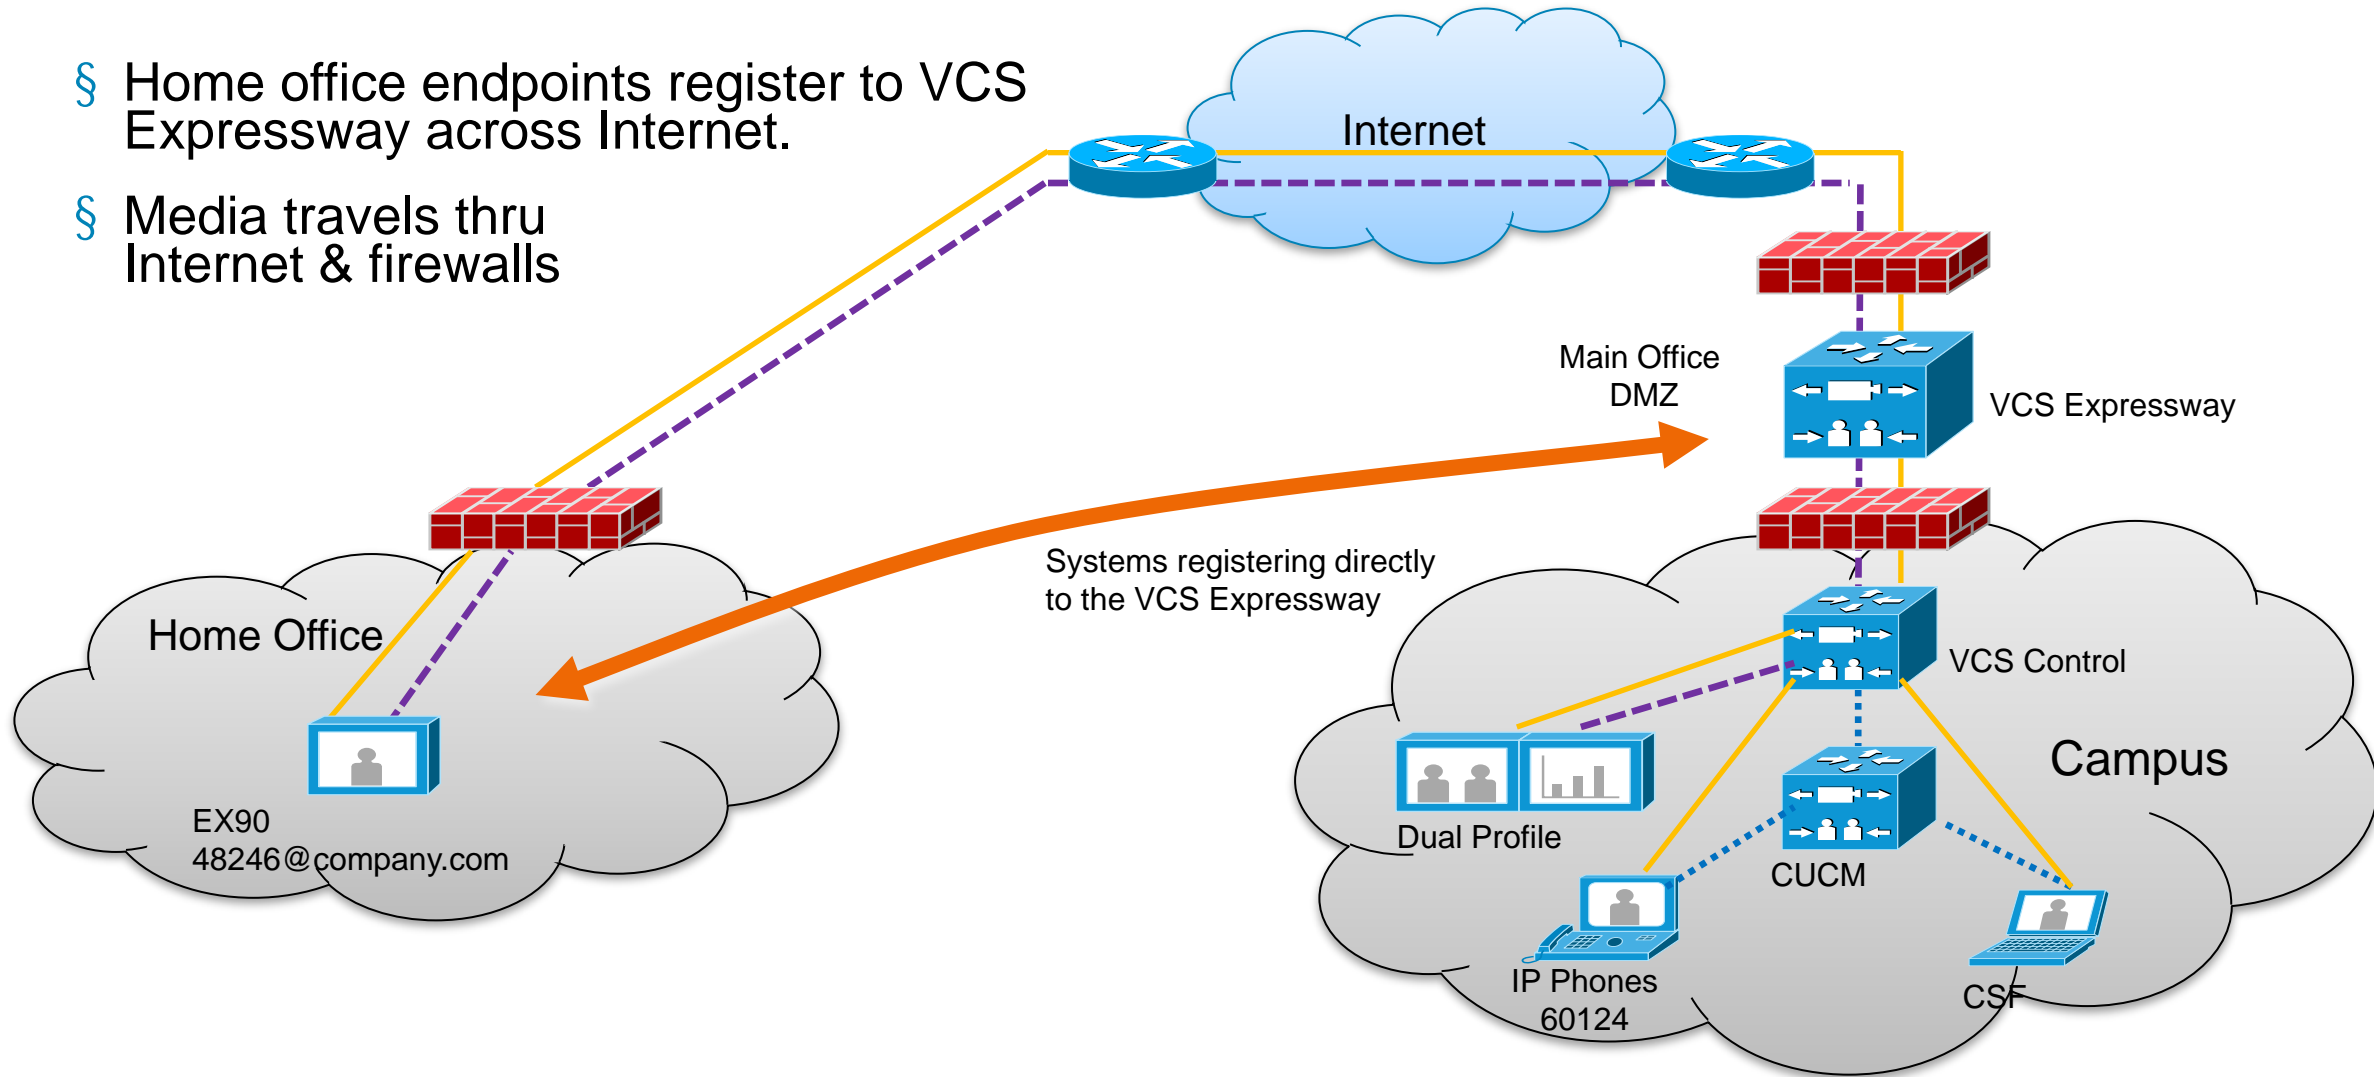 § Home office endpoints register to VCS
Expressway across Internet.
§ Media travels thru
Internet & firewalls
Internet
Main Office
DMZ
VCS Expressway
Systems registering directly
to the VCS Expressway
Home Office
VCS Control
Campus
EX90
48246@company.com
Dual Profile
CUCM
IP Phones
60124
CSF